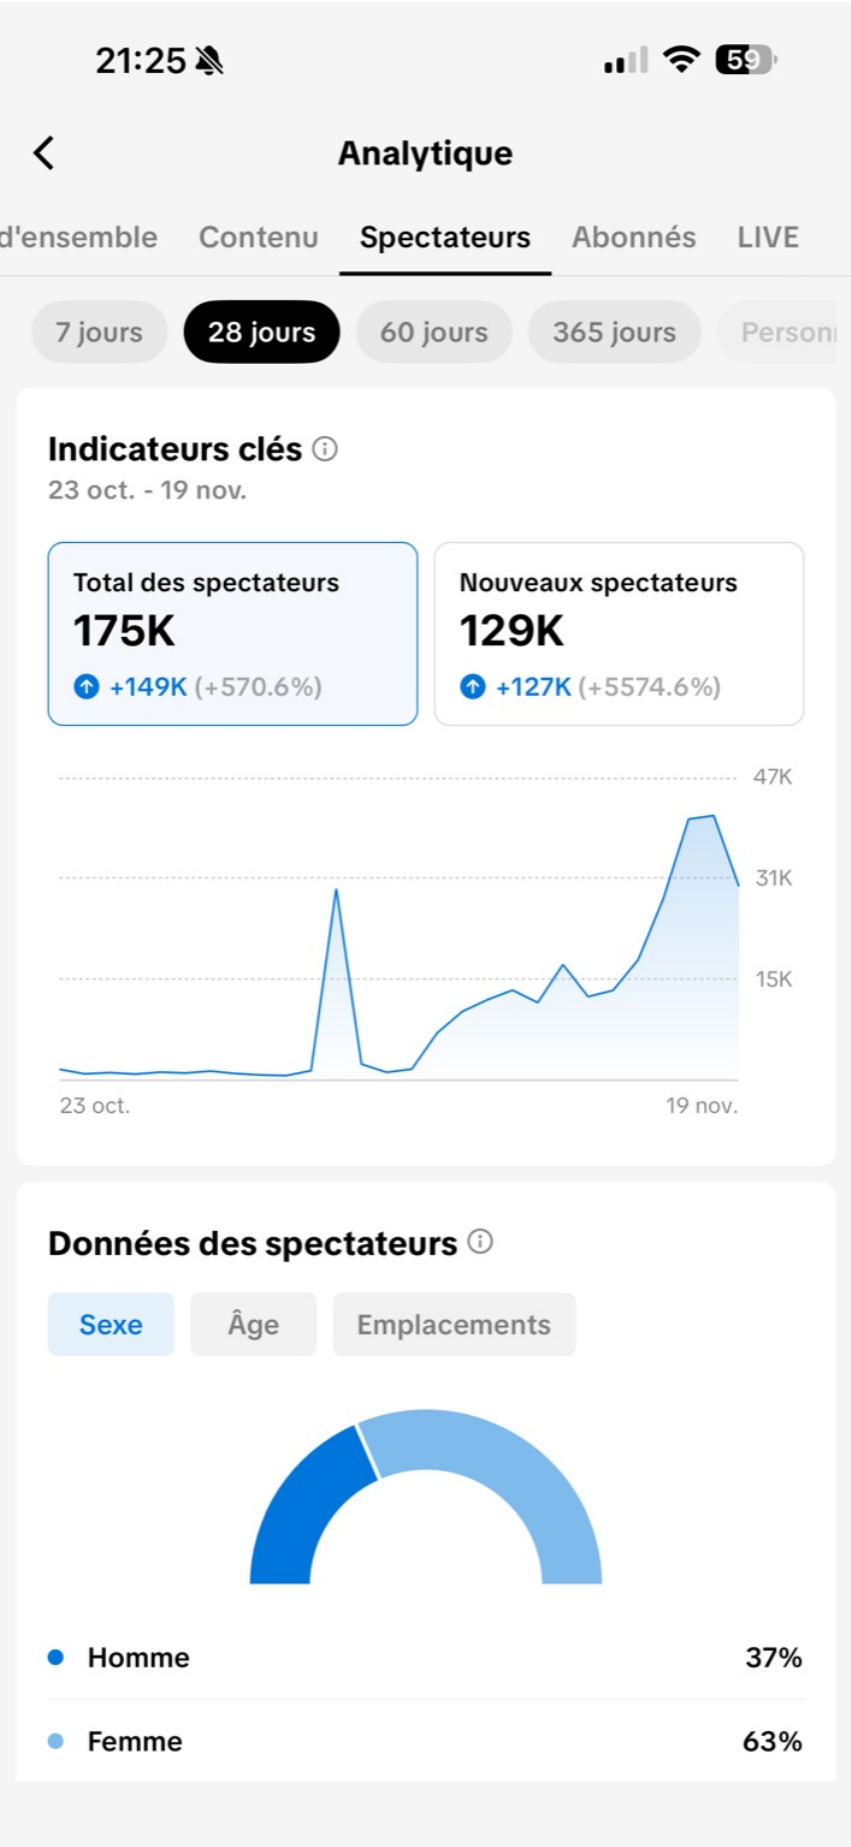 21:25
59
Analytique
d'ensemble Contenu Spectateurs Abonnés LIVE
7 jours 28 jours 60 jours 365 jours Person
Indicateurs clés
23 oct. - 19 nov.
Total des spectateurs
175K
+149K (+570.6%)
Nouveaux spectateurs
129K
+127K (+5574.6%)
47K
31K
15K
23 oct. 19 nov.
Données des spectateurs
Sexe Âge Emplacements
Homme 37%
Femme 63%